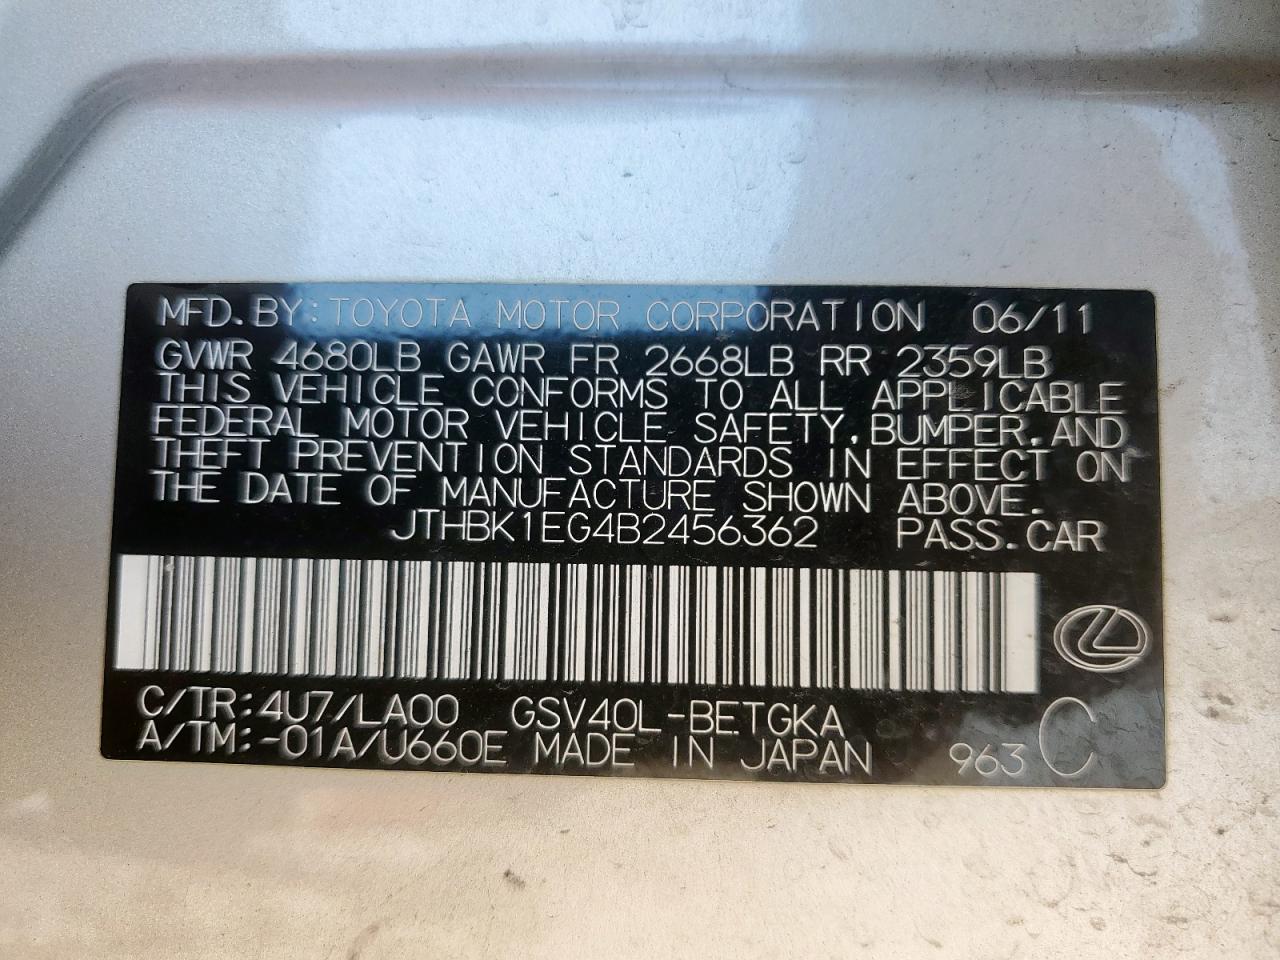 MFD. BY: TOYOTA MOTOR CORPORATION 06/11
GVWR 4680LB GAWR FR 2668LB RR 2359LB
THIS VEHICLE CONFORMS TO ALL APPLICABLE
FEDERAL MOTOR VEHICLE SAFETY, BUMPER, AND
THEFT PREVENTION STANDARDS IN EFFECT ON
THE DATE OF MANUFACTURE SHOWN ABOVE.
JTHBK1EG4B2456362 PASS. CAR
C/TR: 4U7/LA00 GSV40L-BETGKA
A/TM: -01A/U660E MADE IN JAPAN 963 C